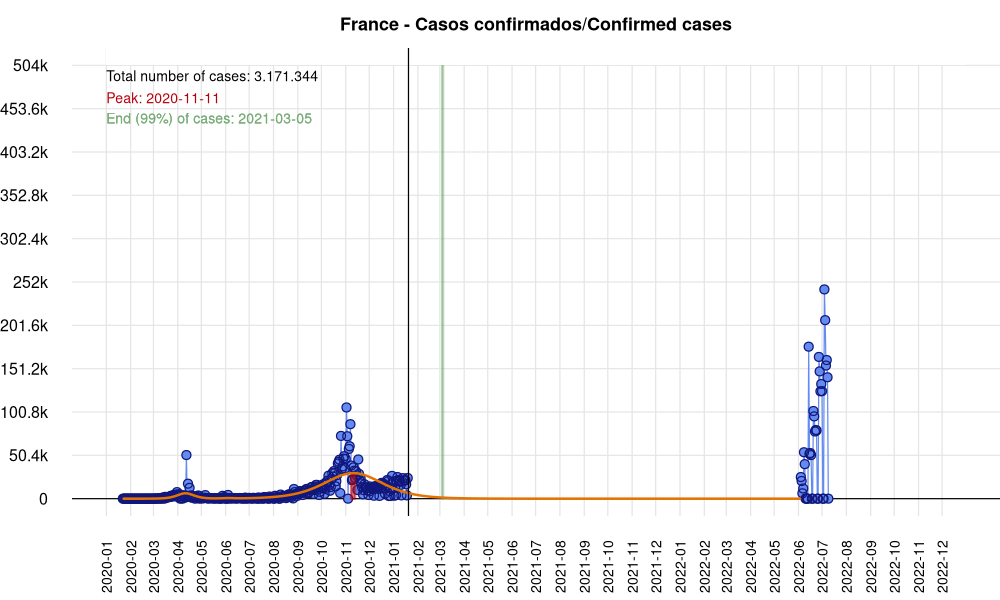 France - Casos confirmados/Confirmed cases
Total number of cases: 3.171.344
Peak: 2020-11-11
End (99%) of cases: 2021-03-05
504k
453.6k
403.2k
352.8k
302.4k
252k
201.6k
151.2k
100.8k
50.4k
0
2020-01
2020-02
2020-03
2020-04
2020-05
2020-06
2020-07
2020-08
2020-09
2020-10
2020-11
2020-12
2021-01
2021-02
2021-03
2021-04
2021-05
2021-06
2021-07
2021-08
2021-09
2021-10
2021-11
2021-12
2022-01
2022-02
2022-03
2022-04
2022-05
2022-06
2022-07
2022-08
2022-09
2022-10
2022-11
2022-12